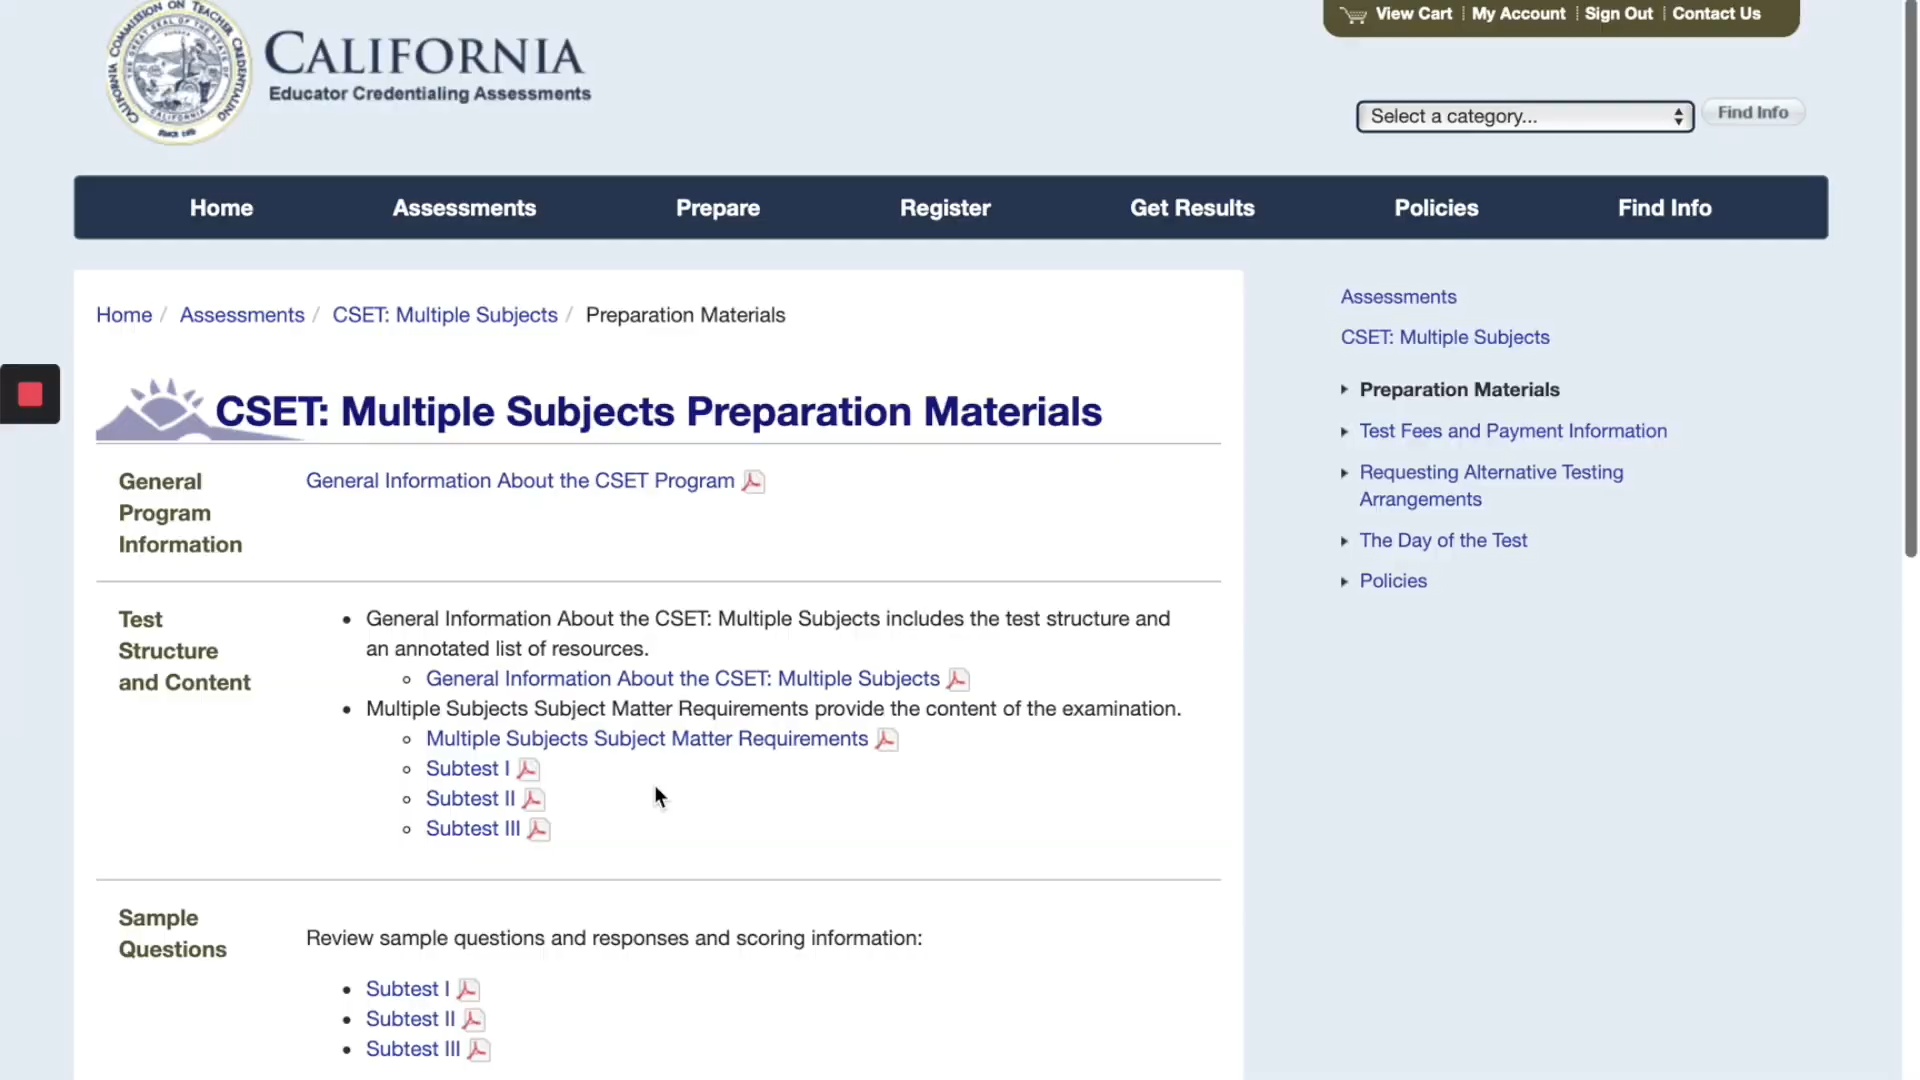 CALIFORNIA COMMISSION ON TEACHER CREDENTIALING
CALIFORNIA
Educator Credentialing Assessments
View Cart | My Account | Sign Out | Contact Us
Select a category...
Find Info
Home
Assessments
Prepare
Register
Get Results
Policies
Find Info
Home / Assessments / CSET: Multiple Subjects / Preparation Materials
CSET: Multiple Subjects Preparation Materials
General
Program
Information
General Information About the CSET Program
Test
Structure
and Content
• General Information About the CSET: Multiple Subjects includes the test structure and
an annotated list of resources.
General Information About the CSET: Multiple Subjects
• Multiple Subjects Subject Matter Requirements provide the content of the examination.
Multiple Subjects Subject Matter Requirements
Subtest I
Subtest II
Subtest III
Sample
Questions
Review sample questions and responses and scoring information:
• Subtest I
• Subtest II
• Subtest III
Assessments
CSET: Multiple Subjects
Preparation Materials
Test Fees and Payment Information
Requesting Alternative Testing
Arrangements
The Day of the Test
Policies